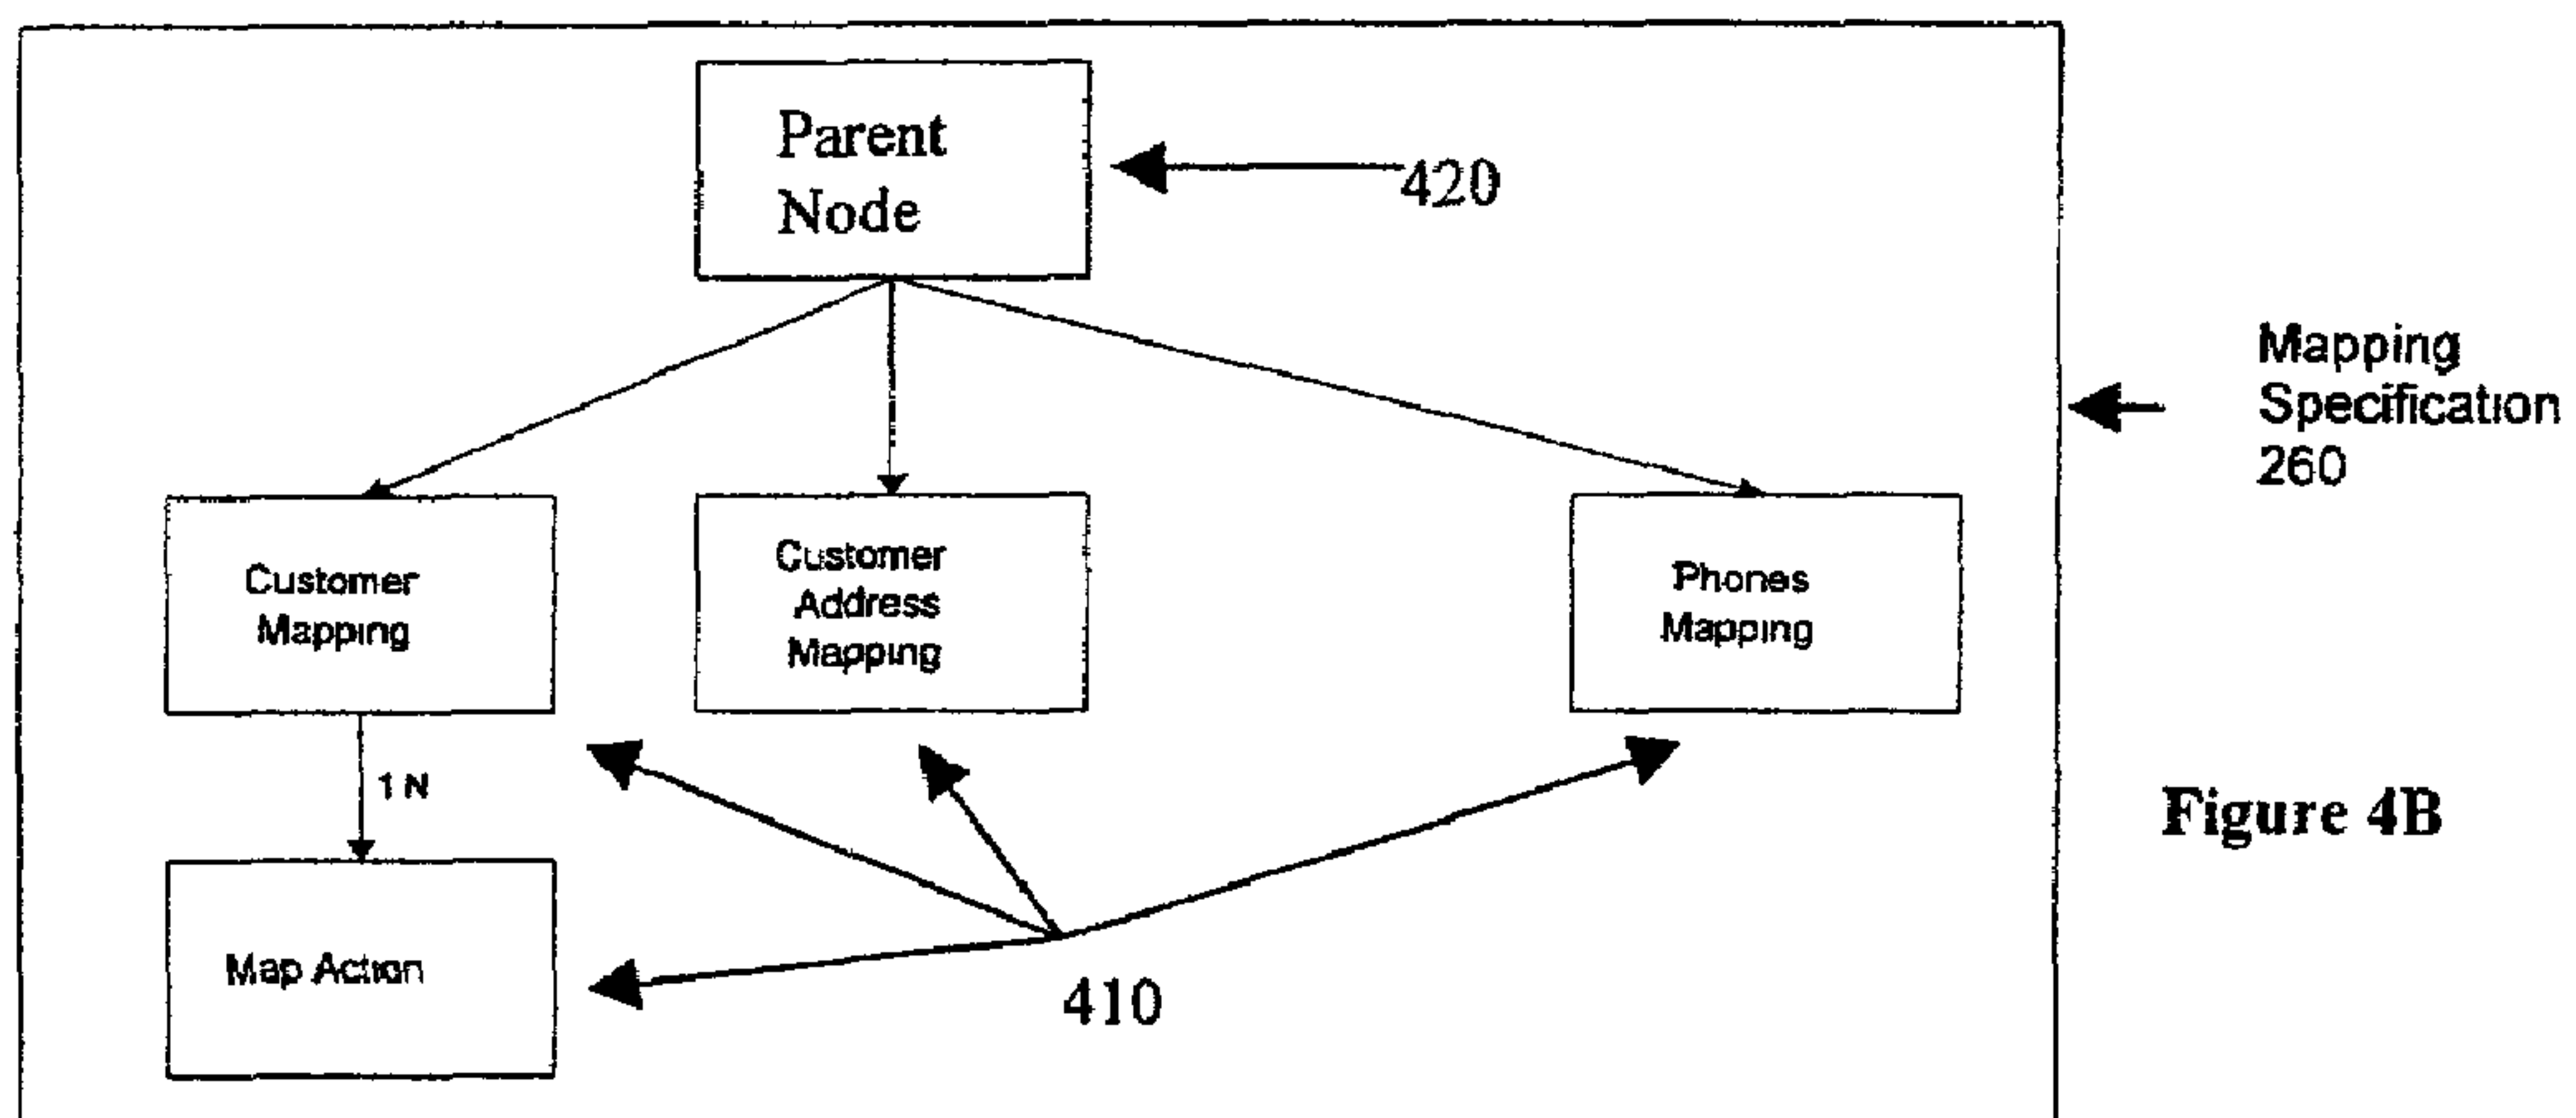 Parent
Node
420
Mapping
Specification
260
Customer
Mapping
Customer
Address
Mapping
Phones
Mapping
1 N
Figure 4B
Map Action
410